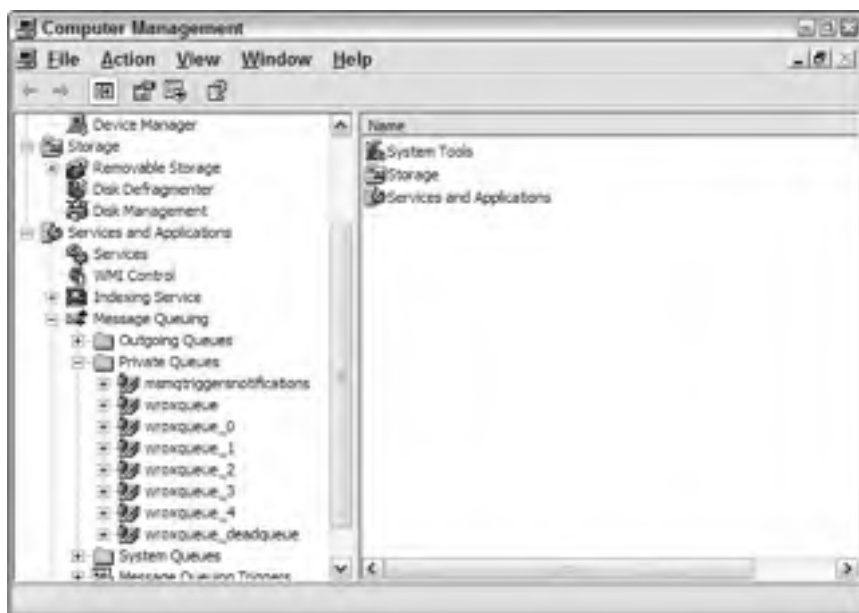 Computer Management
File Action View Window Help
Device Manager
Storage
Removable Storage
Disk Defragmenter
Disk Management
Services and Applications
Services
WMI Control
Indexing Service
Message Queuing
Outgoing Queues
Private Queues
msmqtriggersnotifications
wroxqueue
wroxqueue_0
wroxqueue_1
wroxqueue_2
wroxqueue_3
wroxqueue_4
wroxqueue_deadqueue
System Queues
Message Queuing Triggers
Name
System Tools
Storage
Services and Applications